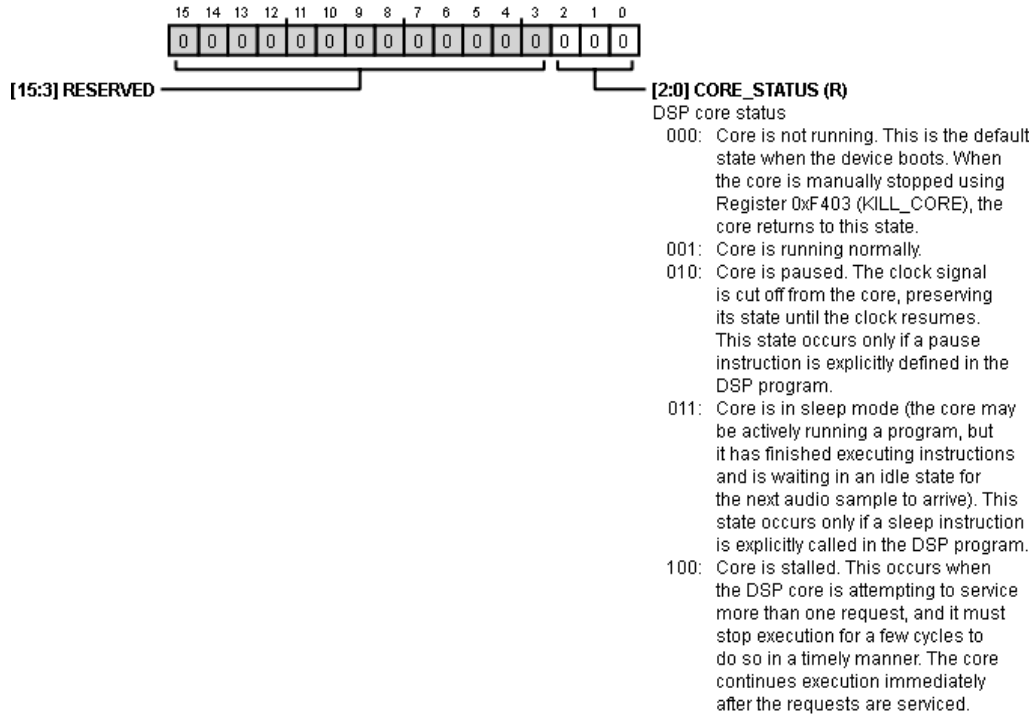 15 14 13 12 11 10 9 8 7 6 5 4 3 2 1 0
0 0 0 0 0 0 0 0 0 0 0 0 0 0 0 0
[15:3] RESERVED
[2:0] CORE_STATUS (R)
DSP core status
000: Core is not running. This is the default
state when the device boots. When
the core is manually stopped using
Register 0xF403 (KILL_CORE), the
core returns to this state.
001: Core is running normally.
010: Core is paused. The clock signal
is cut off from the core, preserving
its state until the clock resumes.
This state occurs only if a pause
instruction is explicitly defined in the
DSP program.
011: Core is in sleep mode (the core may
be actively running a program, but
it has finished executing instructions
and is waiting in an idle state for
the next audio sample to arrive). This
state occurs only if a sleep instruction
is explicitly called in the DSP program.
100: Core is stalled. This occurs when
the DSP core is attempting to service
more than one request, and it must
stop execution for a few cycles to
do so in a timely manner. The core
continues execution immediately
after the requests are serviced.